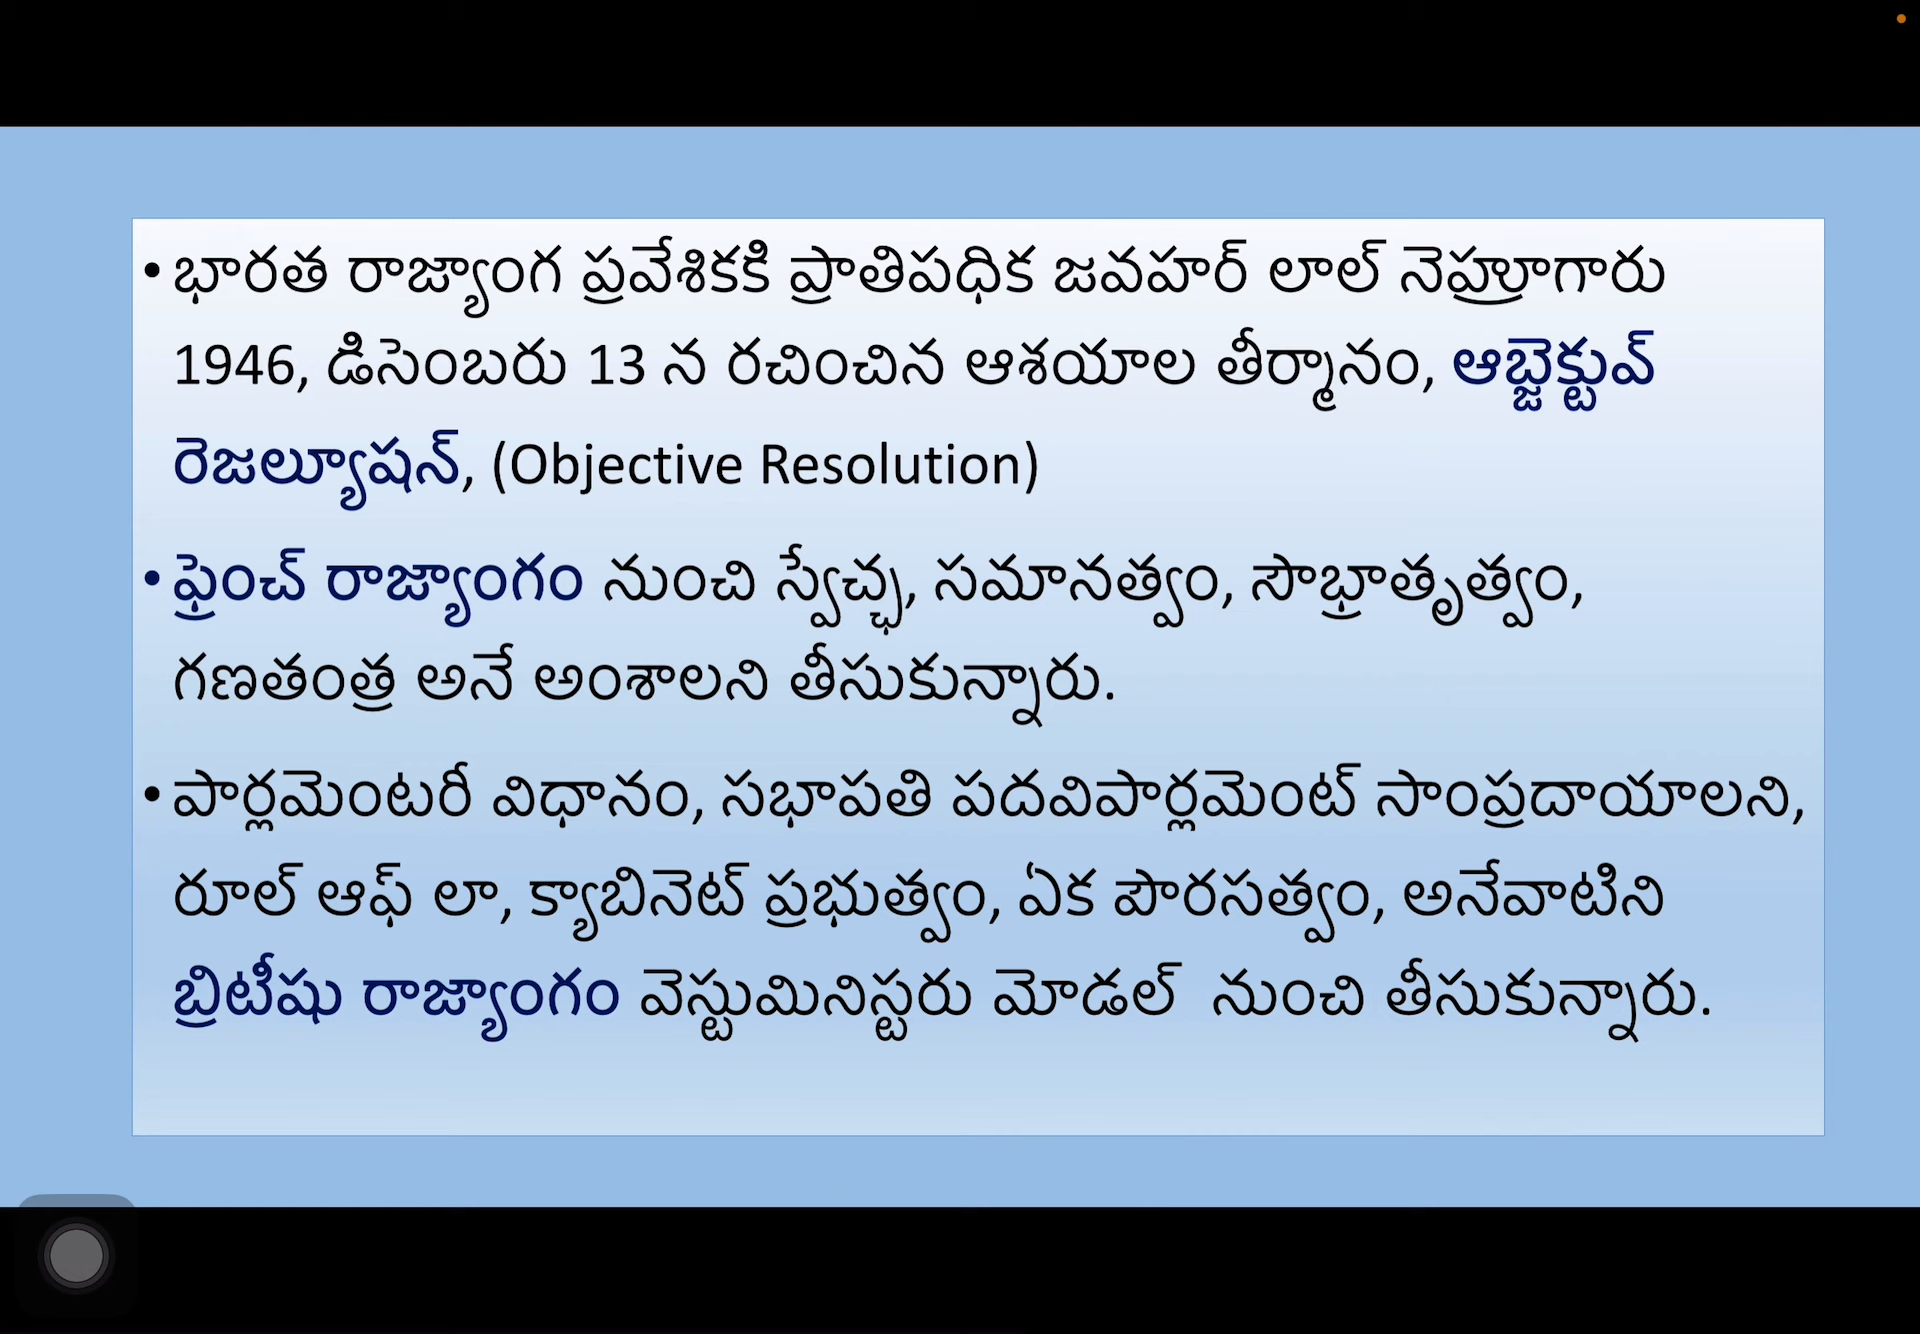 • భారత రాజ్యాంగ ప్రవేశికకి ప్రాతిపధిక జవహర్ లాల్ నెహ్రూగారు
1946, డిసెంబరు 13 న రచించిన ఆశయాల తీర్మానం, ఆబ్జెక్టువ్
రెజల్యూషన్, (Objective Resolution)
• ఫ్రెంచ్ రాజ్యాంగం నుంచి స్వేచ్ఛ, సమానత్వం, సౌభ్రాతృత్వం,
గణతంత్ర అనే అంశాలని తీసుకున్నారు.
• పార్లమెంటరీ విధానం, సభాపతి పదవిపార్లమెంట్ సాంప్రదాయాలని,
రూల్ ఆఫ్ లా, క్యాబినెట్ ప్రభుత్వం, ఏక పౌరసత్వం, అనేవాటిని
బ్రిటీషు రాజ్యాంగం వెస్టుమినిస్టరు మోడల్ నుంచి తీసుకున్నారు.